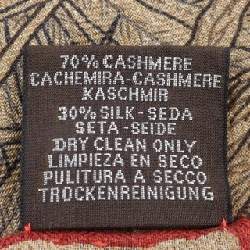 70% CASHMERE
CACHEMIRA-CASHMERE
KASCHMIR
30% SILK-SEDA
SETA-SEIDE
DRY CLEAN ONLY
LIMPIEZA EN SECO
PULITURA A SECCO
TROCKENREINIGUNG